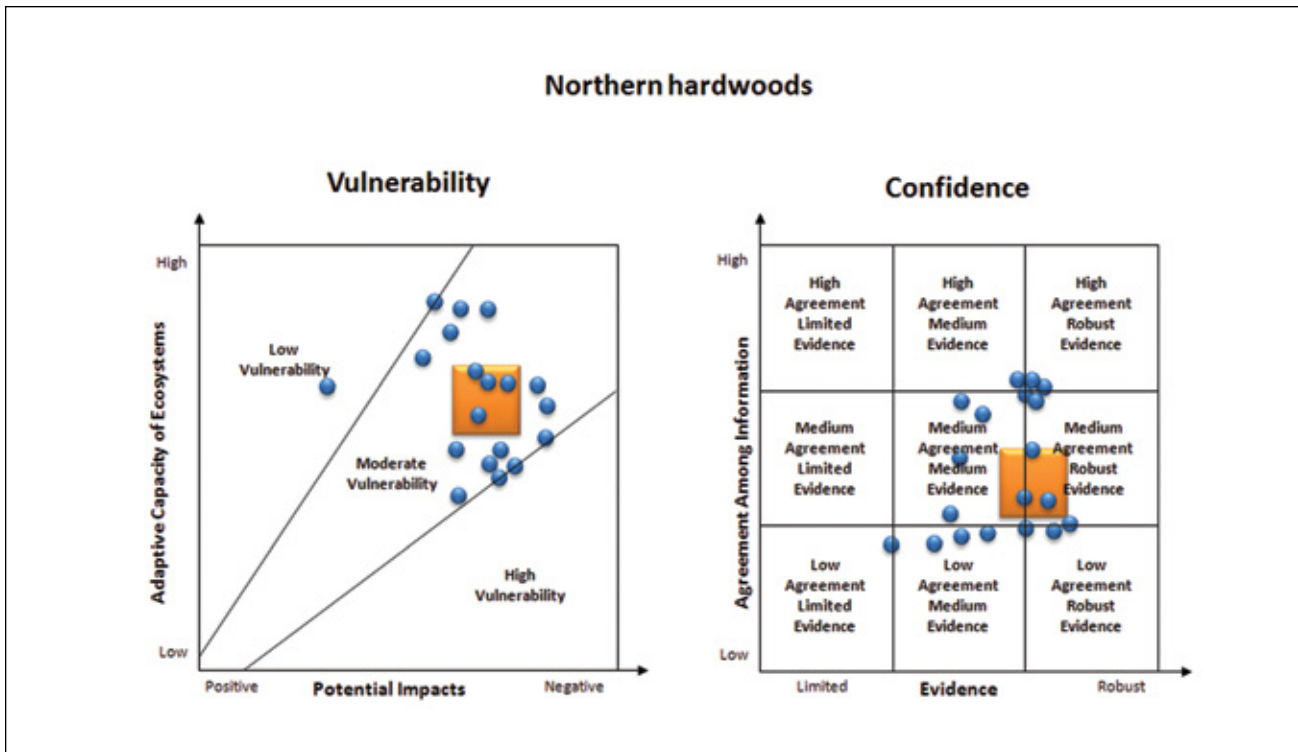 Northern hardwoods
Vulnerability
High
Low
Vulnerability
Moderate
Vulnerability
High
Vulnerability
Low
Adaptive Capacity of Ecosystems
Positive
Potential Impacts
Negative
Confidence
High
High
Agreement
Limited
Evidence
High
Agreement
Medium
Evidence
High
Agreement
Robust
Evidence
Medium
Agreement
Limited
Evidence
Medium
Agreement
Medium
Evidence
Medium
Agreement
Robust
Evidence
Low
Agreement
Limited
Evidence
Low
Agreement
Medium
Evidence
Low
Agreement
Robust
Evidence
Low
Agreement Among Information
Limited
Evidence
Robust